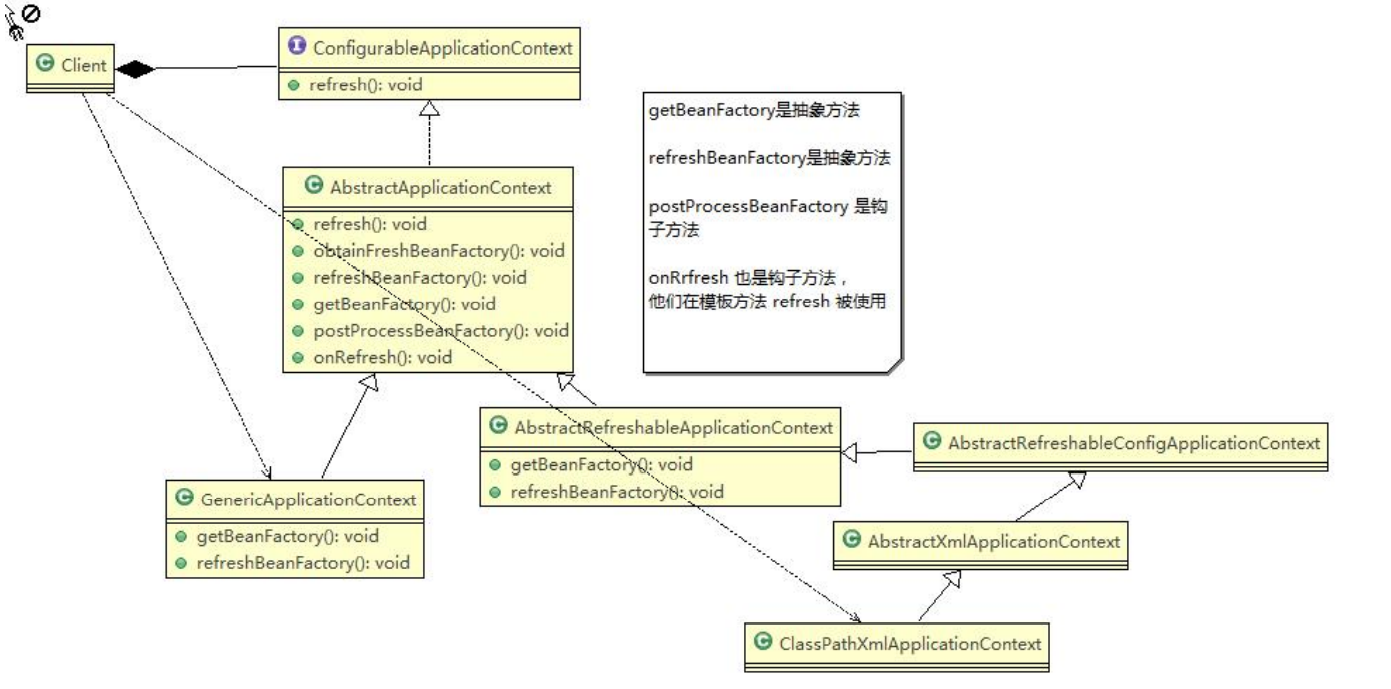 Client
ConfigurableApplicationContext
refresh(): void
AbstractApplicationContext
refresh(): void
obtainFreshBeanFactory(): void
refreshBeanFactory(): void
getBeanFactory(): void
postProcessBeanFactory(): void
onRefresh(): void
getBeanFactory是抽象方法
refreshBeanFactory是抽象方法
postProcessBeanFactory 是钩
子方法
onRrfresh 也是钩子方法，
他们在模板方法 refresh 被使用
GenericApplicationContext
getBeanFactory(): void
refreshBeanFactory(): void
AbstractRefreshableApplicationContext
getBeanFactory(): void
refreshBeanFactory(): void
AbstractRefreshableConfigApplicationContext
AbstractXmlApplicationContext
ClassPathXmlApplicationContext